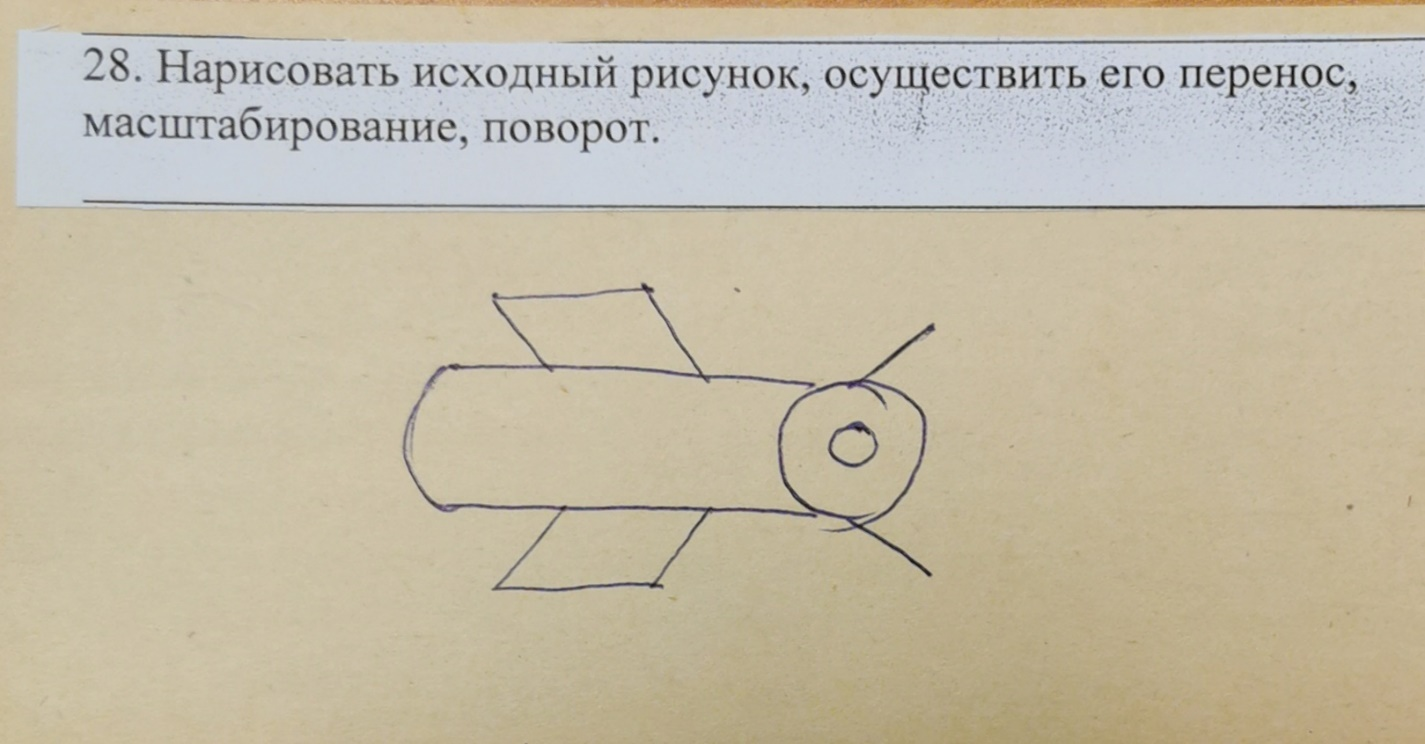 28. Нарисовать исходный рисунок, осуществить его перенос,
масштабирование, поворот.